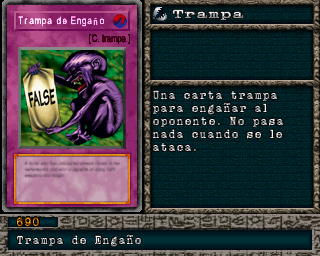 Trampa de Engaño
[C. trampa]
FALSE
Trampa
Una carta trampa
para engañar al
oponente. No pasa
nada cuando se le
ataca.
690
Trampa de Engaño